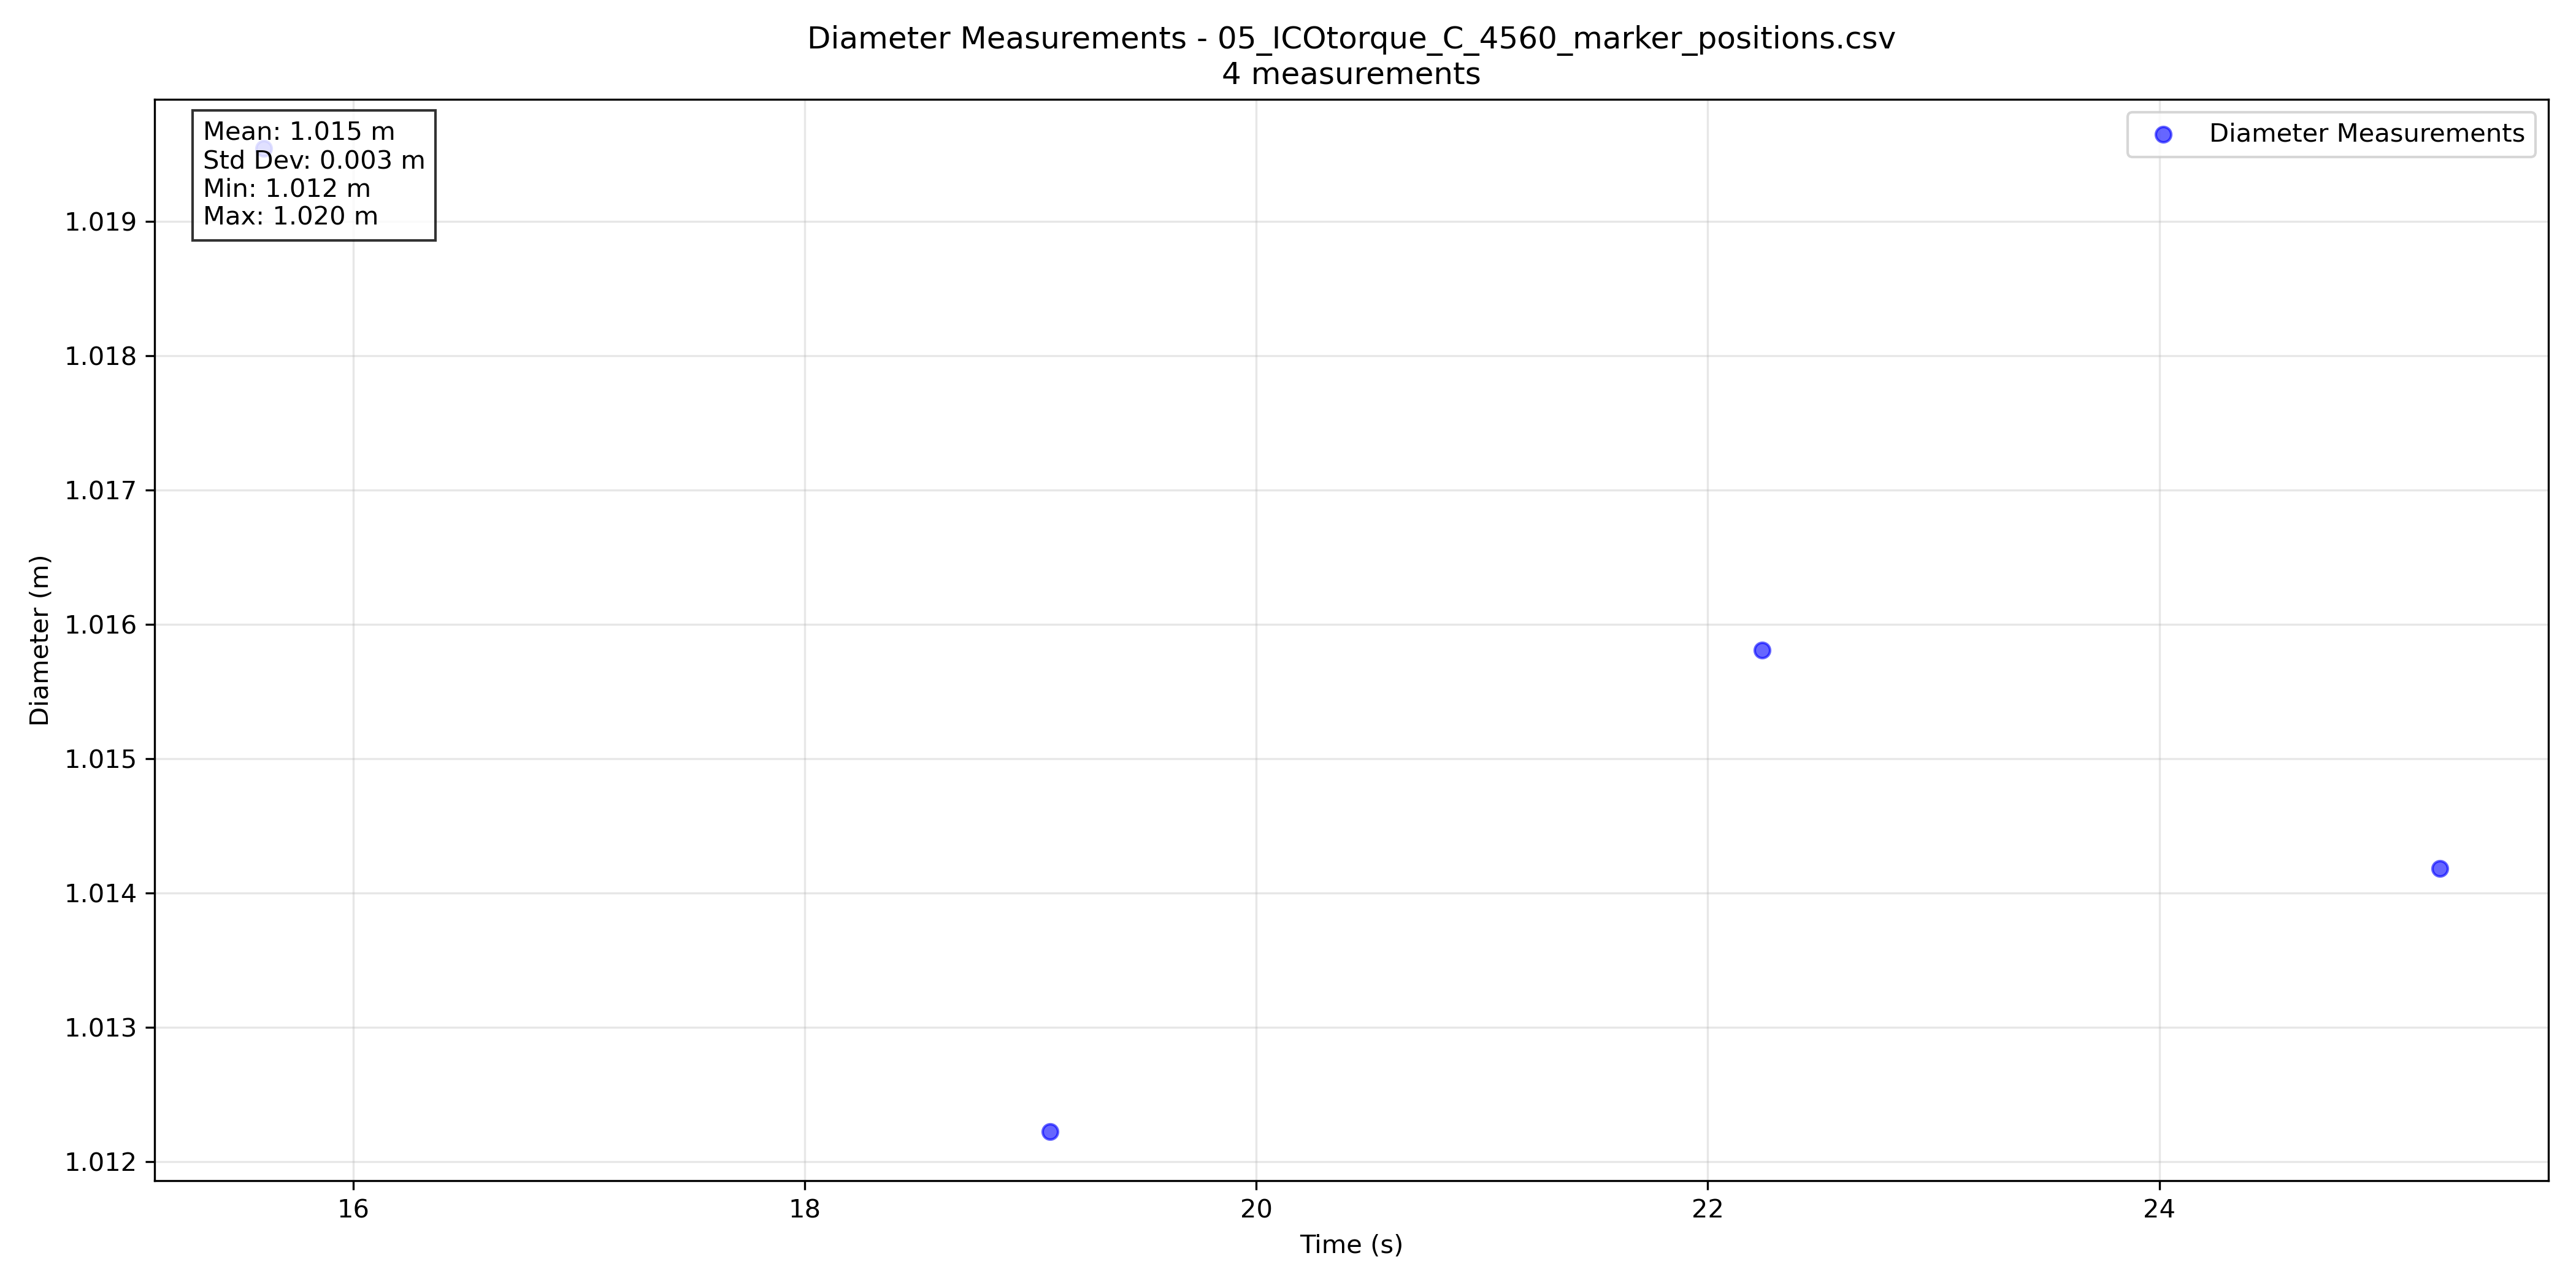 Diameter Measurements - 05_ICOtorque_C_4560_marker_positions.csv
4 measurements
Mean: 1.015 m
Std Dev: 0.003 m
Min: 1.012 m
Max: 1.020 m
Diameter Measurements
1.019
1.018
1.017
1.016
1.015
1.014
1.013
1.012
Diameter (m)
16 18 20 22 24
Time (s)